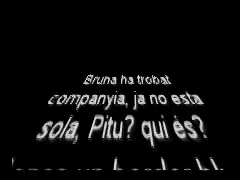 Bruna ha trobat
companyia, ja no esta
sola, Pitu? qui és?